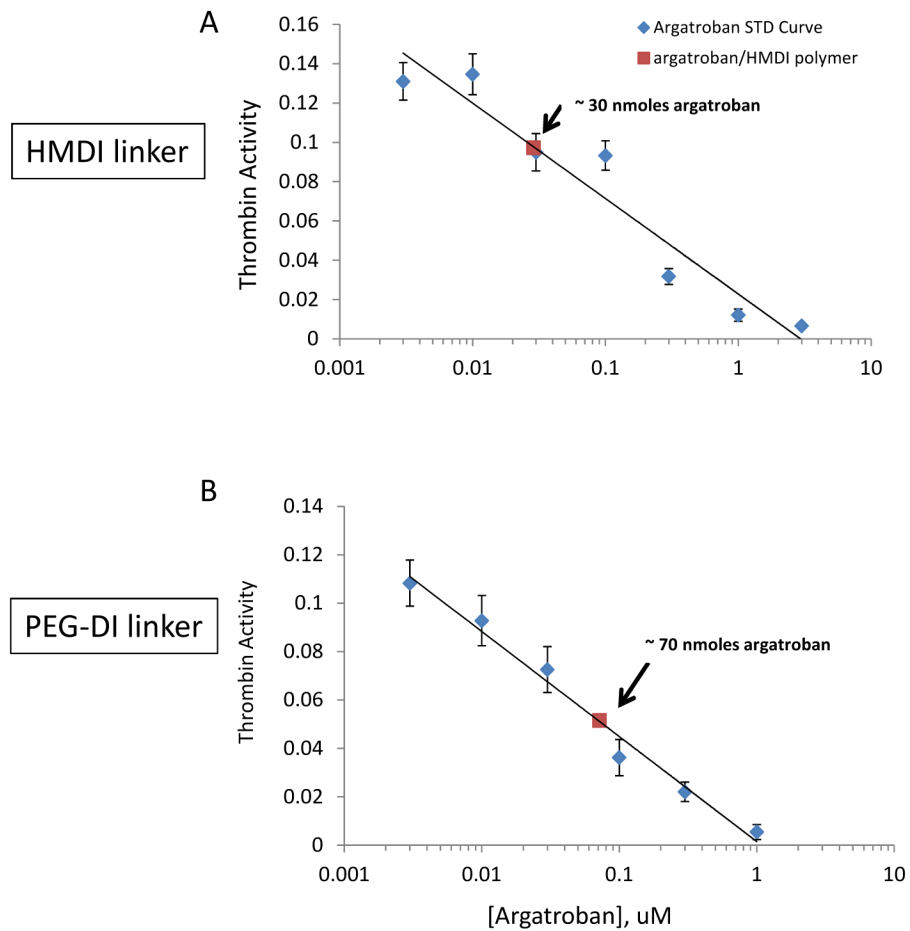 A
Argatroban STD Curve
argatroban/HMDI polymer
~ 30 nmoles argatroban
HMDI linker
Thrombin Activity
0.16
0.14
0.12
0.1
0.08
0.06
0.04
0.02
0
0.001 0.01 0.1 1 10
B
PEG-DI linker
Thrombin Activity
~ 70 nmoles argatroban
0.14
0.12
0.1
0.08
0.06
0.04
0.02
0
0.001 0.01 0.1 1 10
[Argatroban], uM